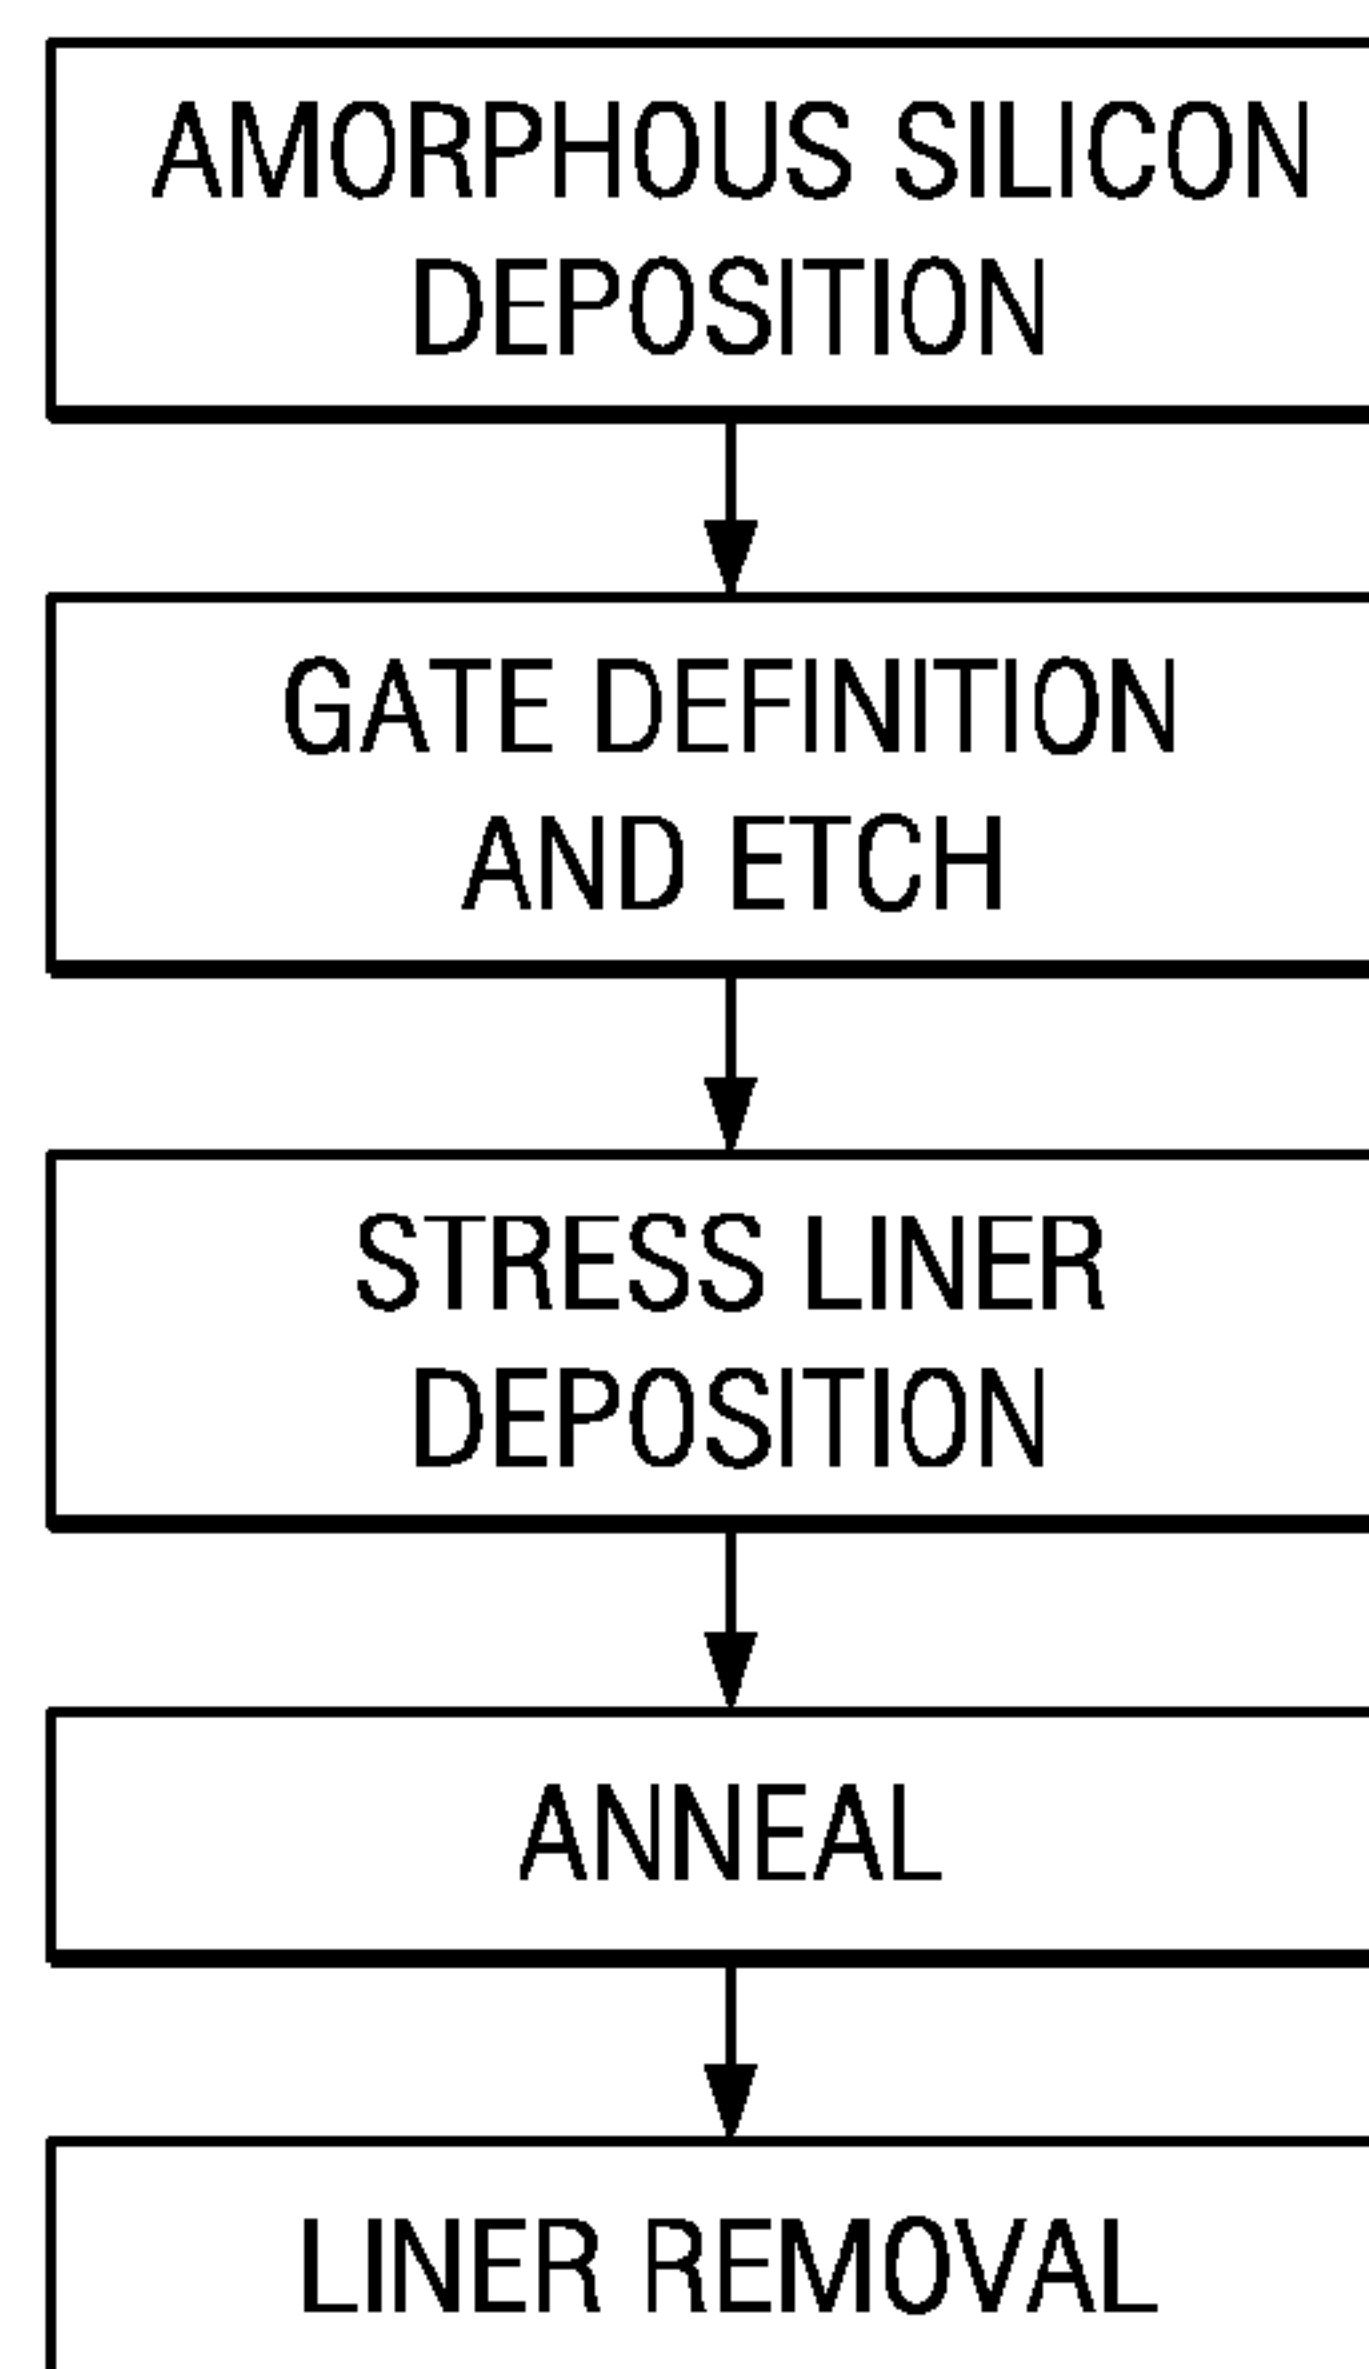 AMORPHOUS SILICON
DEPOSITION
GATE DEFINITION
AND ETCH
STRESS LINER
DEPOSITION
ANNEAL
LINER REMOVAL